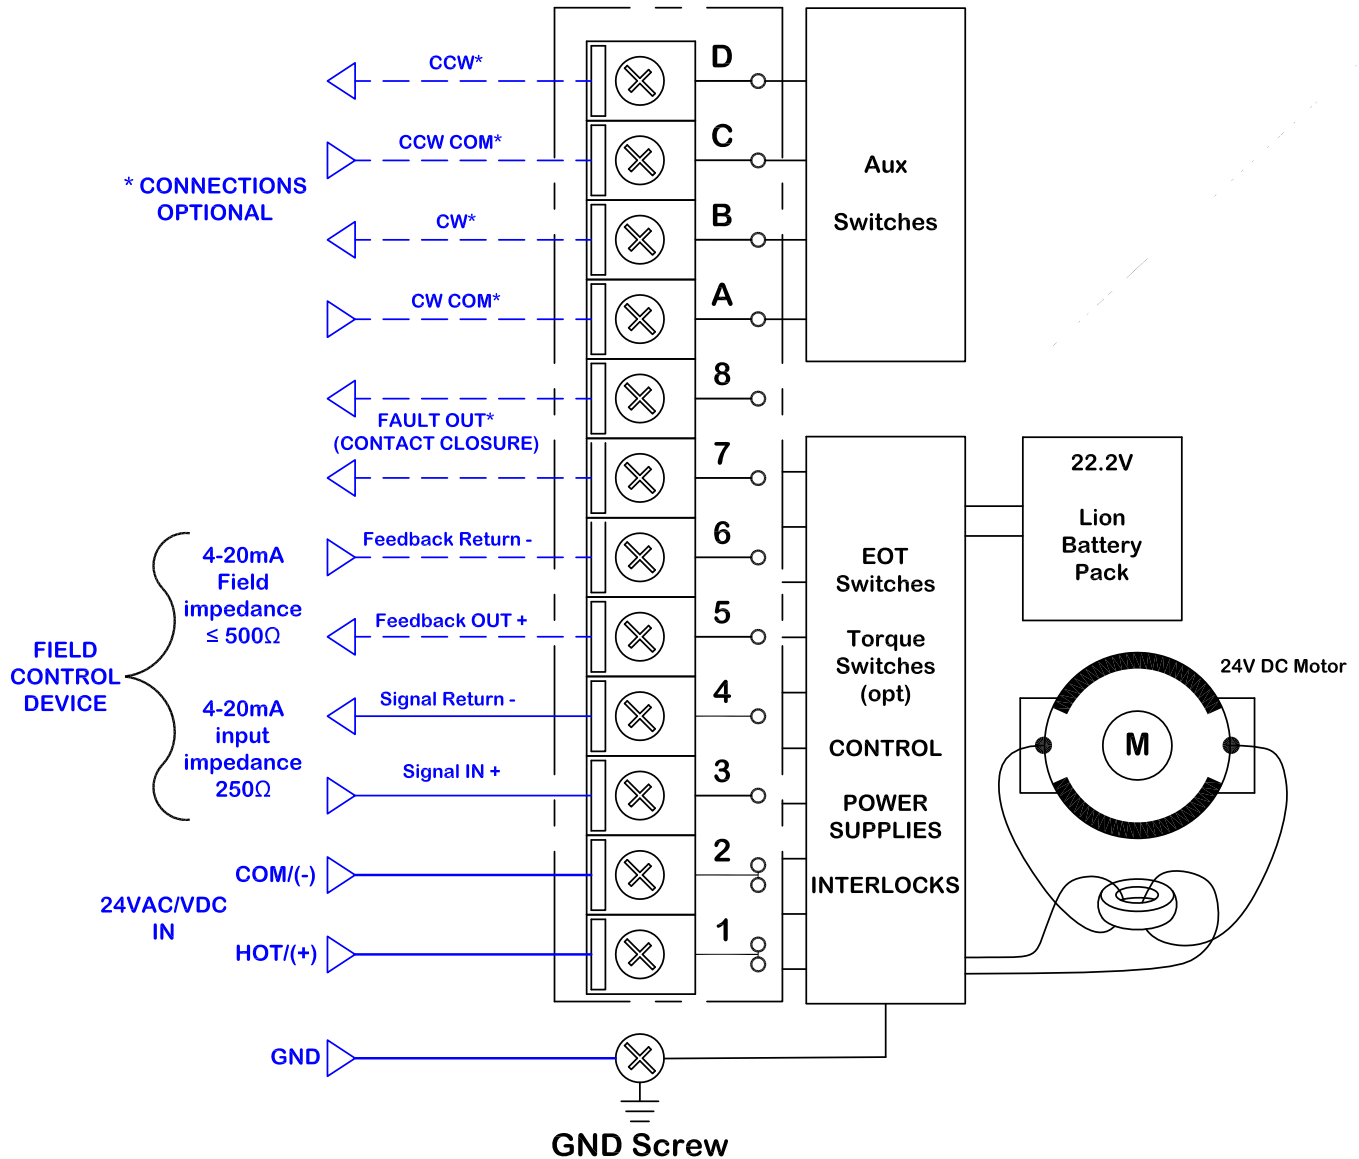 CCW*
D
CCW COM*
C
* CONNECTIONS
OPTIONAL
CW*
B
CW COM*
A
Aux
Switches
8
FAULT OUT*
(CONTACT CLOSURE)
7
Feedback Return -
6
4-20mA
Field
impedance
≤ 500Ω
Feedback OUT +
5
FIELD
CONTROL
DEVICE
Signal Return -
4
4-20mA
input
impedance
250Ω
Signal IN +
3
COM/(-)
2
24VAC/VDC
IN
HOT/(+)
1
EOT
Switches
Torque
Switches
(opt)
CONTROL
POWER
SUPPLIES
INTERLOCKS
22.2V
Lion
Battery
Pack
24V DC Motor
M
GND
GND Screw